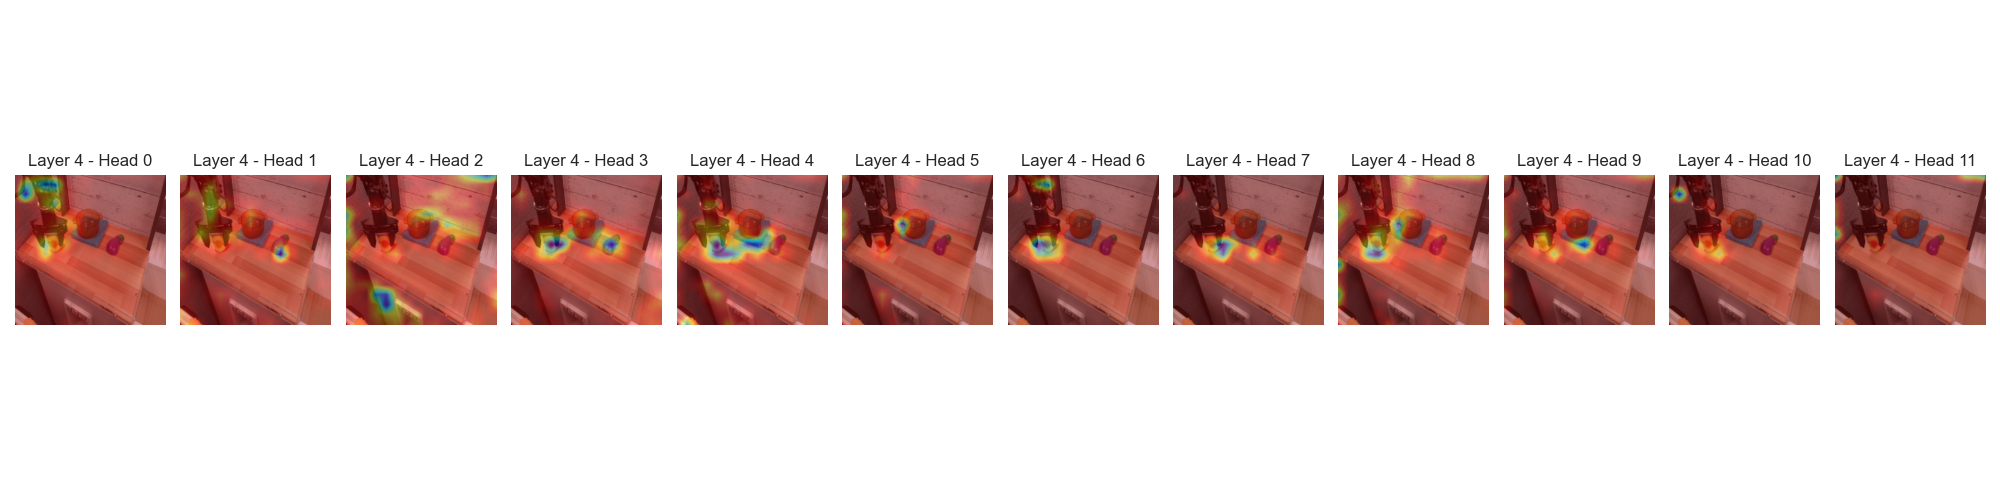 Layer 4 - Head 0
Layer 4 - Head 1
Layer 4 - Head 2
Layer 4 - Head 3
Layer 4 - Head 4
Layer 4 - Head 5
Layer 4 - Head 6
Layer 4 - Head 7
Layer 4 - Head 8
Layer 4 - Head 9
Layer 4 - Head 10
Layer 4 - Head 11